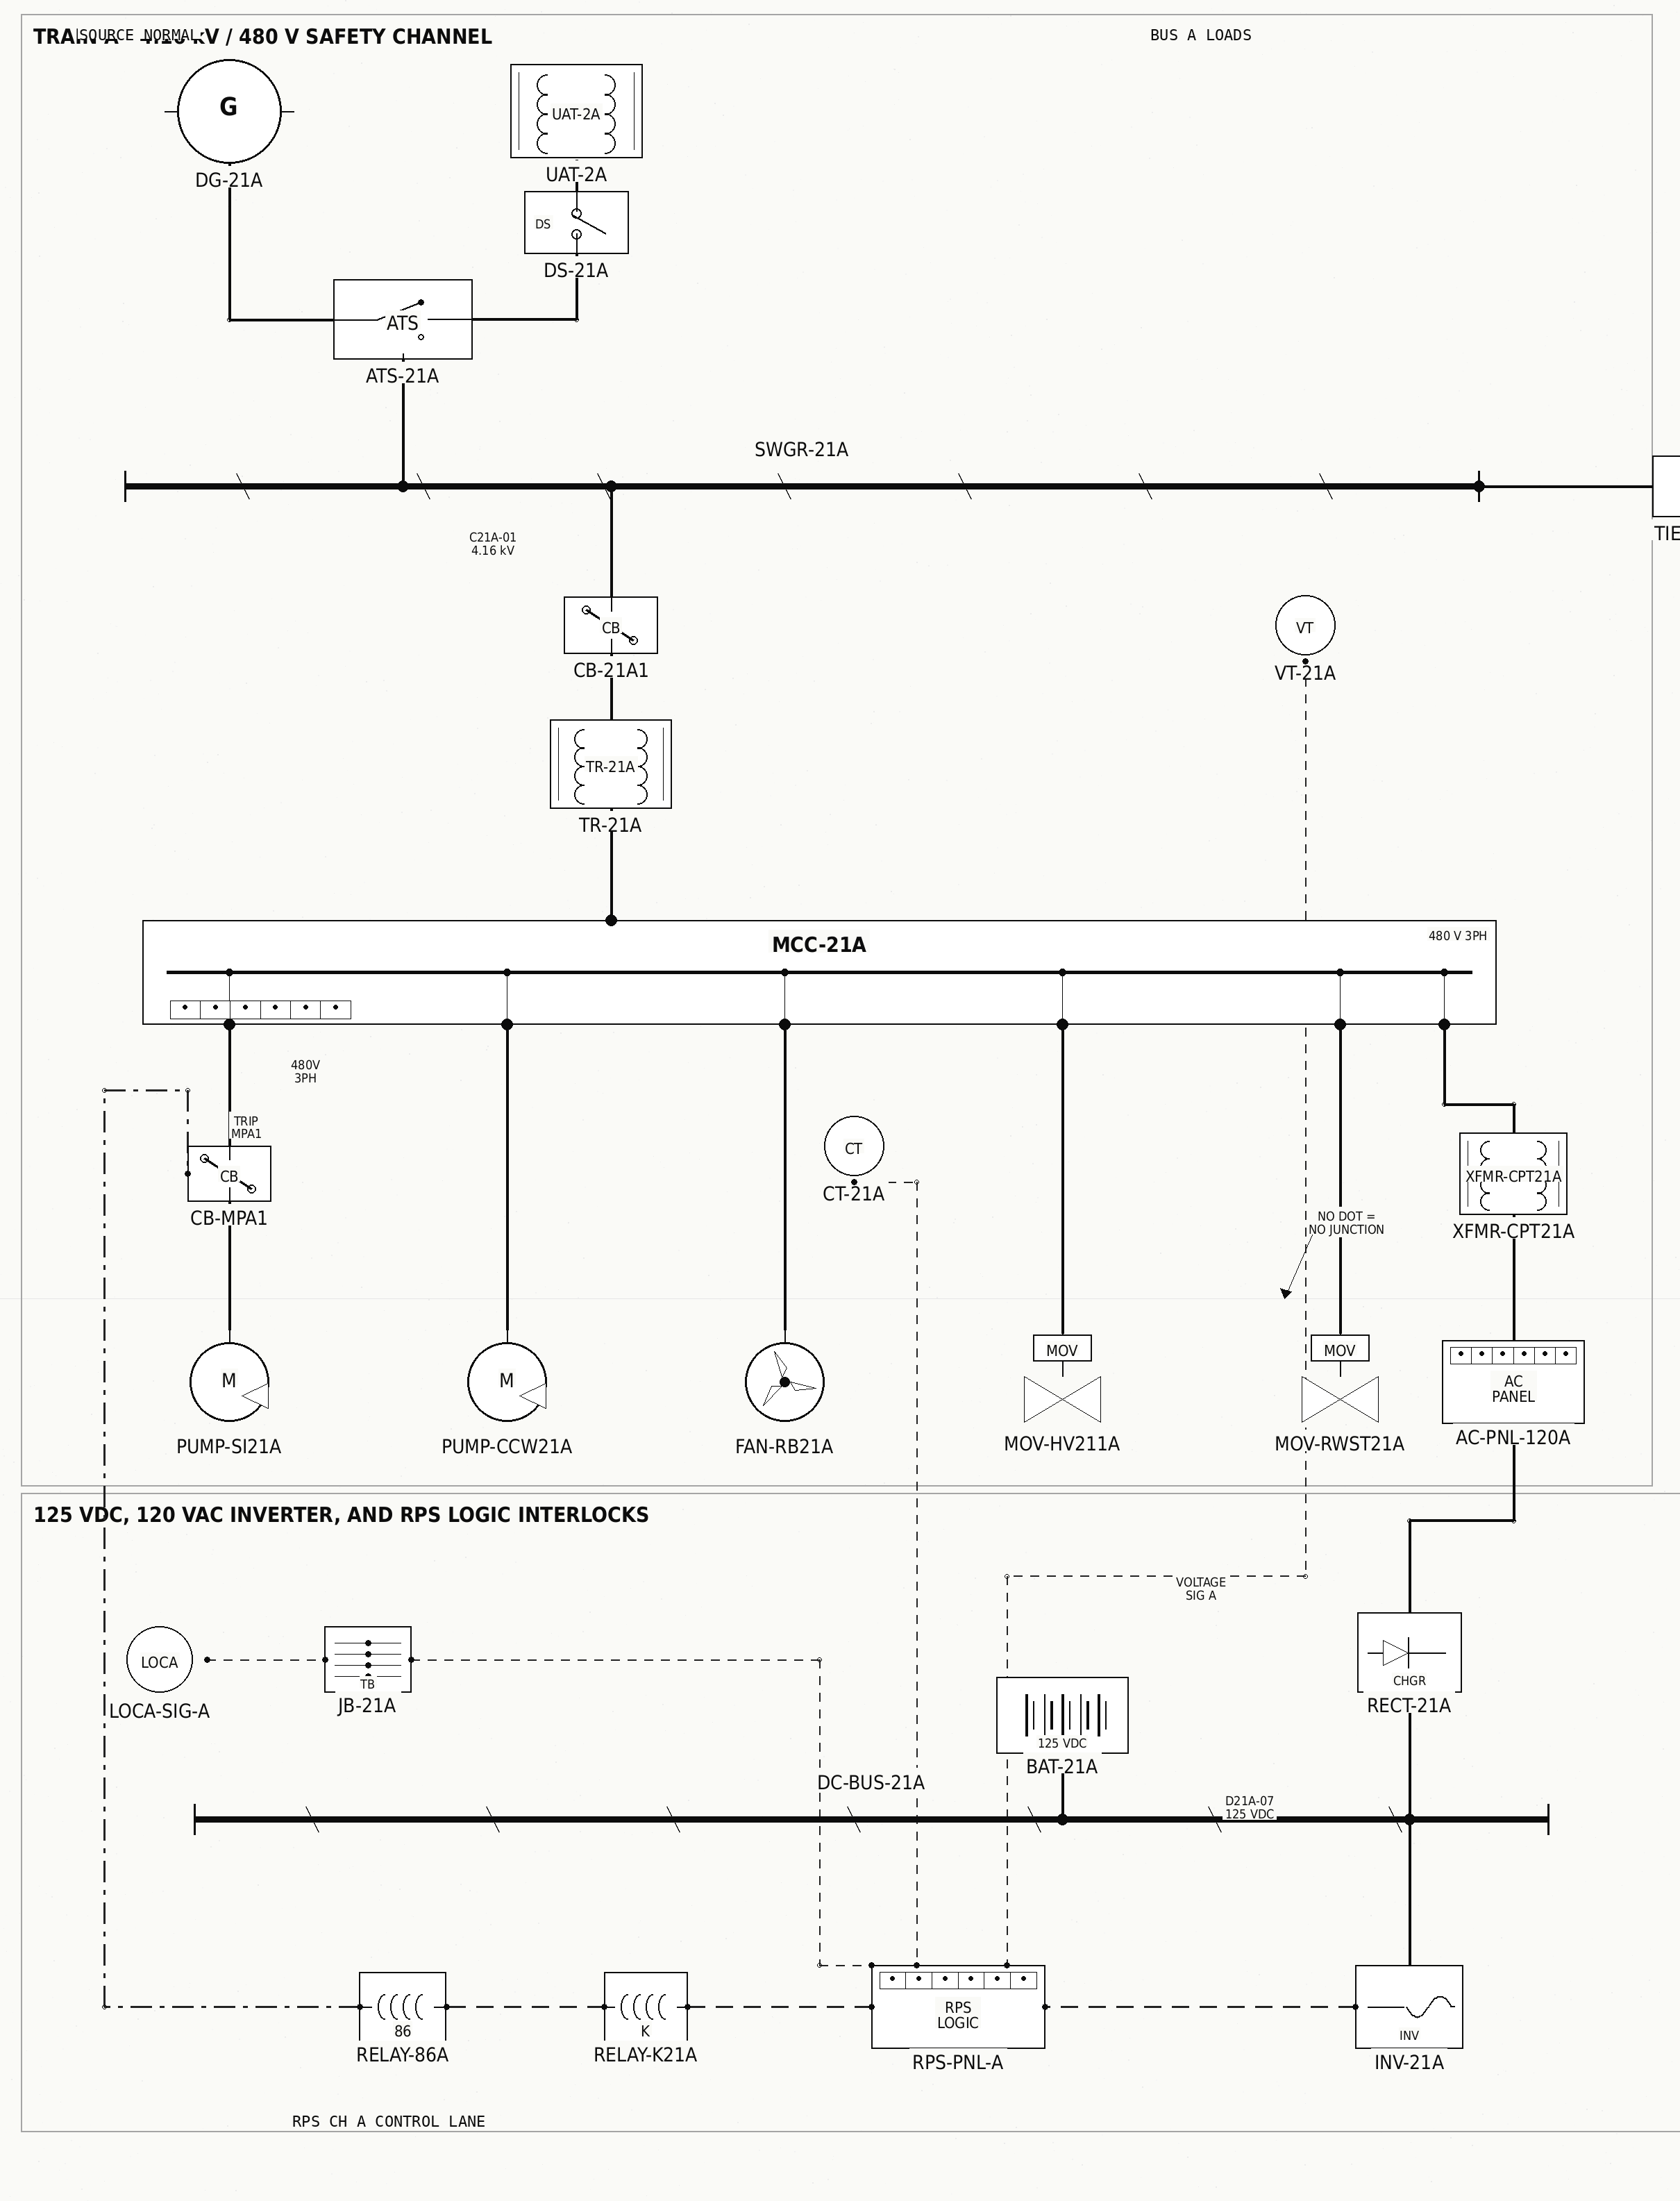 TRA
SOURCE NORMAL
V / 480 V SAFETY CHANNEL
BUS A LOADS
G
DG-21A
UAT-2A
UAT-2A
DS
DS-21A
ATS
ATS-21A
SWGR-21A
TIE
C21A-01
4.16 kV
CB
CB-21A1
VT
VT-21A
TR-21A
TR-21A
MCC-21A
480 V 3PH
480V
3PH
TRIP
MPA1
CB
CB-MPA1
CT
CT-21A
NO DOT =
NO JUNCTION
XFMR-CPT21A
XFMR-CPT21A
M
PUMP-SI21A
M
PUMP-CCW21A
FAN-RB21A
MOV
MOV-HV211A
MOV
MOV-RWST21A
AC
PANEL
AC-PNL-120A
125 VDC, 120 VAC INVERTER, AND RPS LOGIC INTERLOCKS
VOLTAGE
SIG A
LOCA
LOCA-SIG-A
TB
JB-21A
CHGR
RECT-21A
125 VDC
BAT-21A
DC-BUS-21A
D21A-07
125 VDC
86
RELAY-86A
K
RELAY-K21A
RPS
LOGIC
RPS-PNL-A
INV
INV-21A
RPS CH A CONTROL LANE